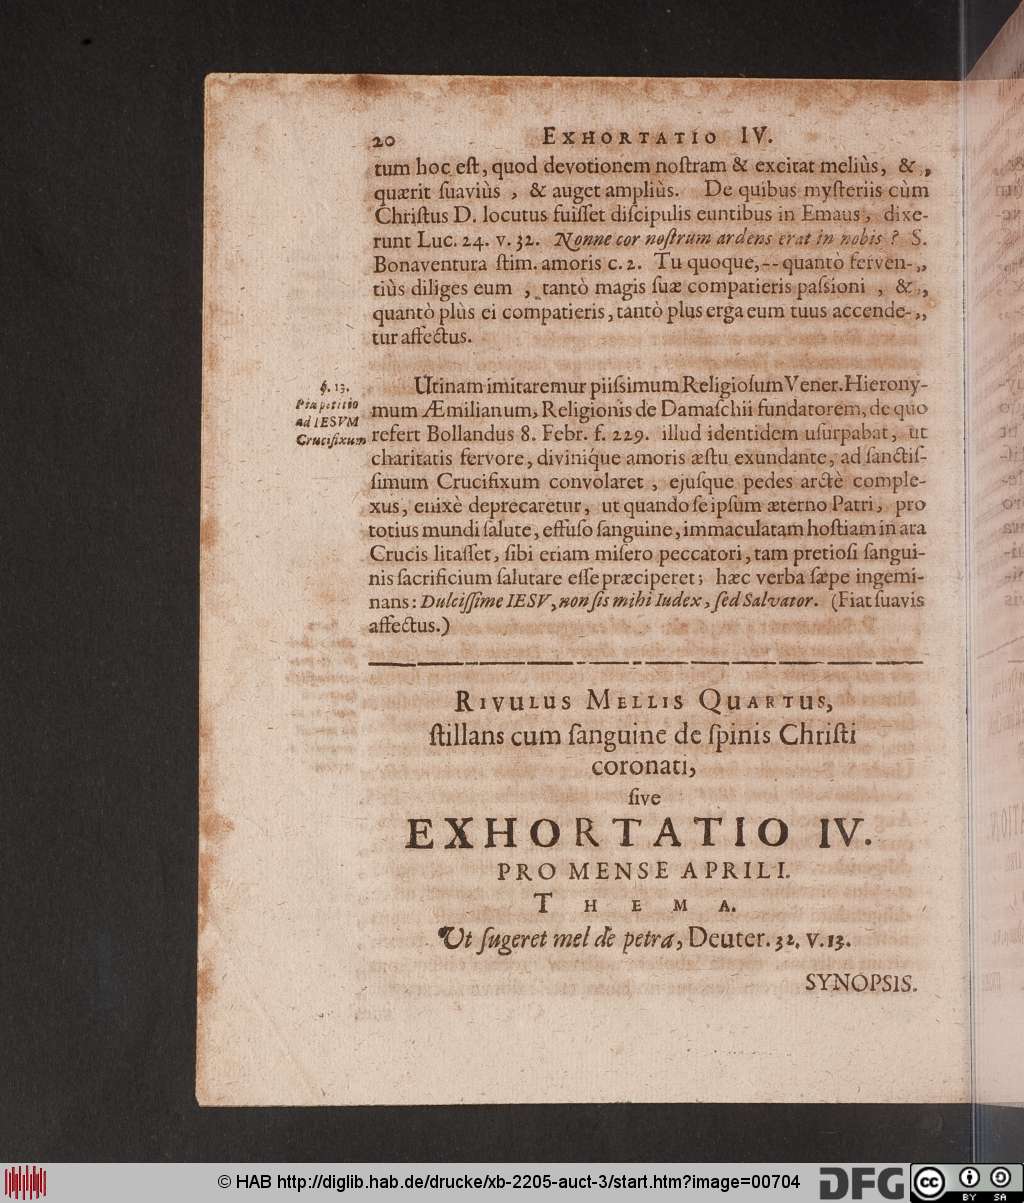 20 EXHORTATIO IV.
tum hoc eſt, quod devotionem noſtram & excitat meliùs, & „
quærit ſuaviùs , & auget ampliùs. De quibus myſteriis cùm
Chriſtus D. locutus fuiſſet diſcipulis euntibus in Emaus, dixe-
runt Luc. 24. v. 32. Nonne cor noſtrum ardens erat in nobis ? S.
Bonaventura ſtim. amoris c. 2. Tu quoque, -- quantò ferven- „
tiùs diliges eum , tantò magis ſuæ compatieris paſsioni , & „
quantò plùs ei compatieris, tantò plus erga eum tuus accende- „
tur affectus.
§. 13.
Pia petitio
ad IESVM
Crucifixum
Utinam imitaremur piiſsimum Religioſum Vener. Hierony-
mum Æmilianum, Religionis de Damaſchii fundatorem, de quo
refert Bollandus 8. Febr. f. 229. illud identidem uſurpabat, ut
charitatis fervore, diviniq́ue amoris æſtu exundante, ad ſanctiſ-
ſimum Crucifixum convolaret , ejuſque pedes arctè comple-
xus, enixè deprecaretur, ut quando ſe ipſum æterno Patri, pro
totius mundi ſalute, effuſo ſanguine, immaculatam hoſtiam in ara
Crucis litaſſet, ſibi etiam miſero peccatori, tam pretioſi ſangui-
nis ſacrificium ſalutare eſſe præciperet; hæc verba ſæpe ingemi-
nans: Dulciſſime IESV, non ſis mihi Iudex, ſed Salvator. (Fiat ſuavis
affectus.)
RIVULUS MELLIS QUARTUS,
ſtillans cum ſanguine de ſpinis Chriſti
coronati,
ſive
EXHORTATIO IV.
PRO MENSE APRILI.
THEMA.
Ut ſugeret mel de petra, Deuter. 32. v. 13.
SYNOPSIS.
© HAB http://diglib.hab.de/drucke/xb-2205-auct-3/start.htm?image=00704
DFG
cc BY SA